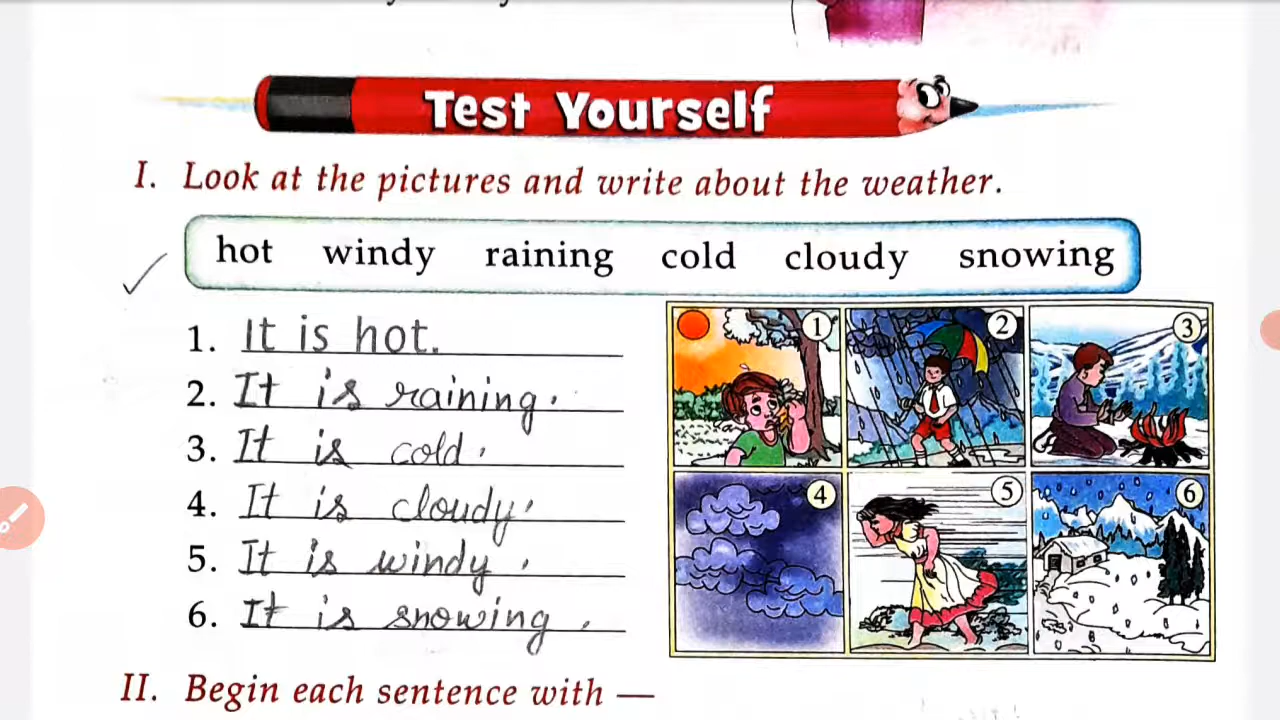 Test Yourself
I. Look at the pictures and write about the weather.
hot windy raining cold cloudy snowing
1. It is hot.
2. It is raining.
3. It is cold.
4. It is cloudy.
5. It is windy.
6. It is snowing.
1 2 3
4 5 6
II. Begin each sentence with —